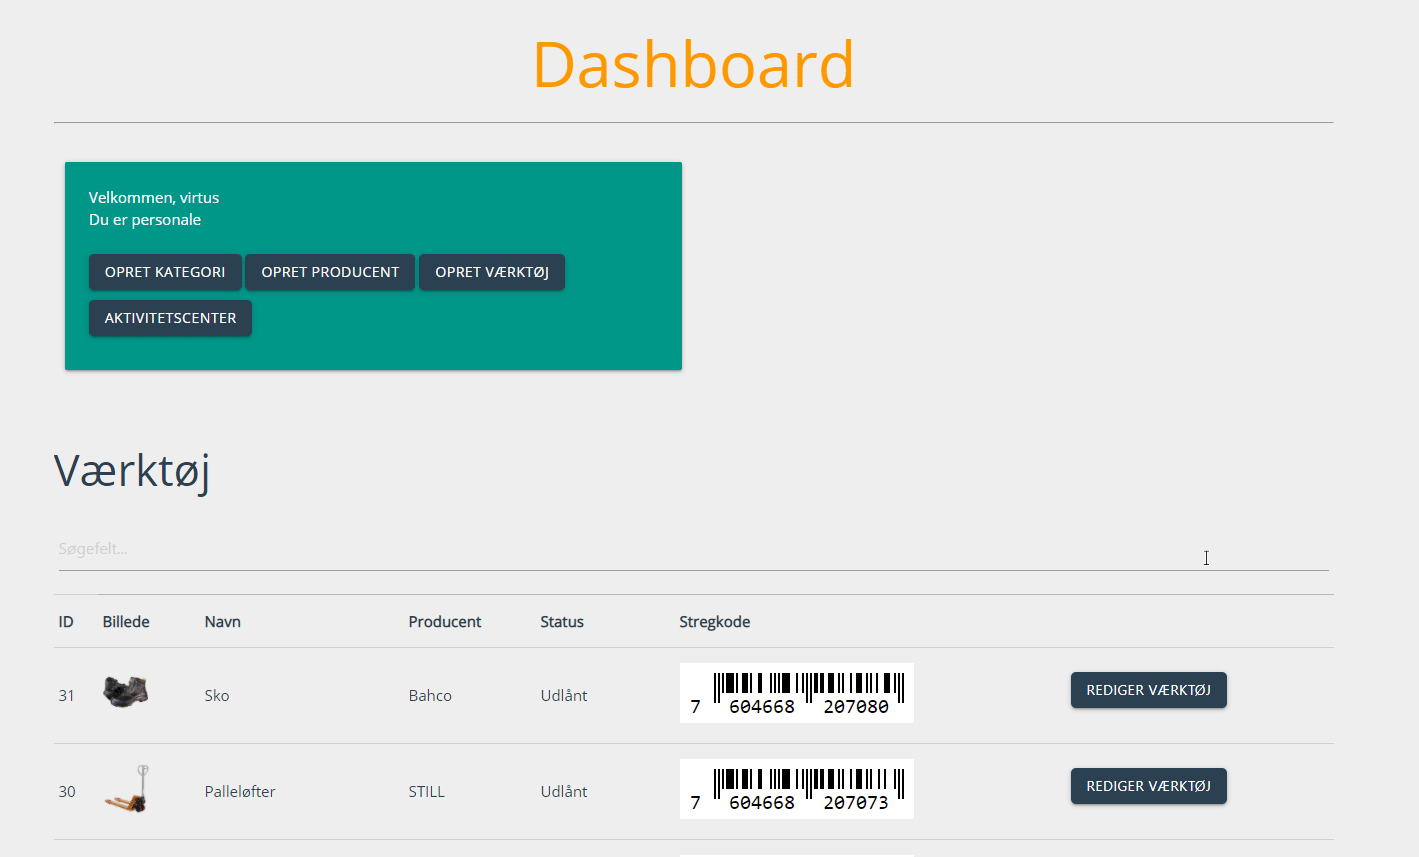 Dashboard
Velkommen, virtus
Du er personale
OPRET KATEGORI OPRET PRODUCENT OPRET VÆRKTØJ
AKTIVITETSCENTER
Værktøj
Søgefelt...
ID Billede Navn Producent Status Stregkode
31 Sko Bahco Udlånt 7 604668 207080 REDIGER VÆRKTØJ
30 Palleløfter STILL Udlånt 7 604668 207073 REDIGER VÆRKTØJ